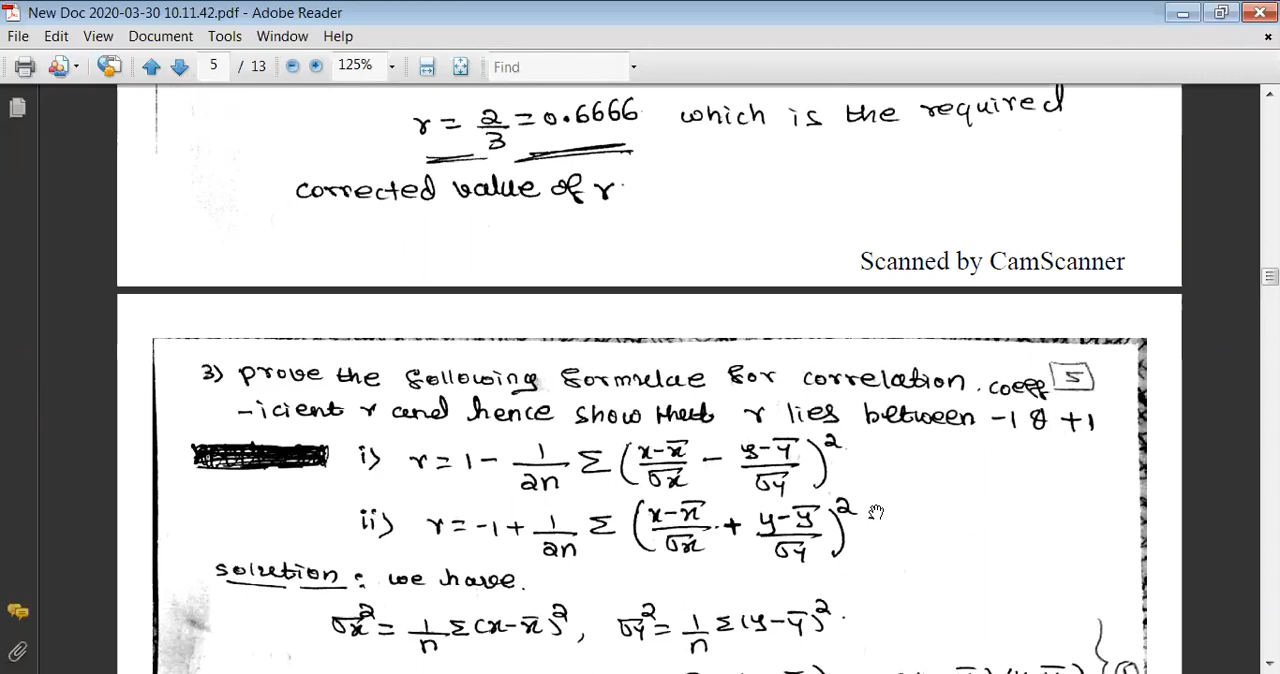 New Doc 2020-03-30 10.11.42.pdf - Adobe Reader
File Edit View Document Tools Window Help
5 / 13 125% Find
r = 2/3 = 0.6666 which is the required
corrected value of r.
Scanned by CamScanner
3) prove the following formulae for correlation. coeff 5
-icient r and hence show that r lies between -1 & +1
i) r = 1 - 1/2n Σ (x-x̄/σx - y-ȳ/σy)²
ii) r = -1 + 1/2n Σ (x-x̄/σx + y-ȳ/σy)²
solution : we have.
σx² = 1/n Σ(x-x̄)², σy² = 1/n Σ(y-ȳ)².